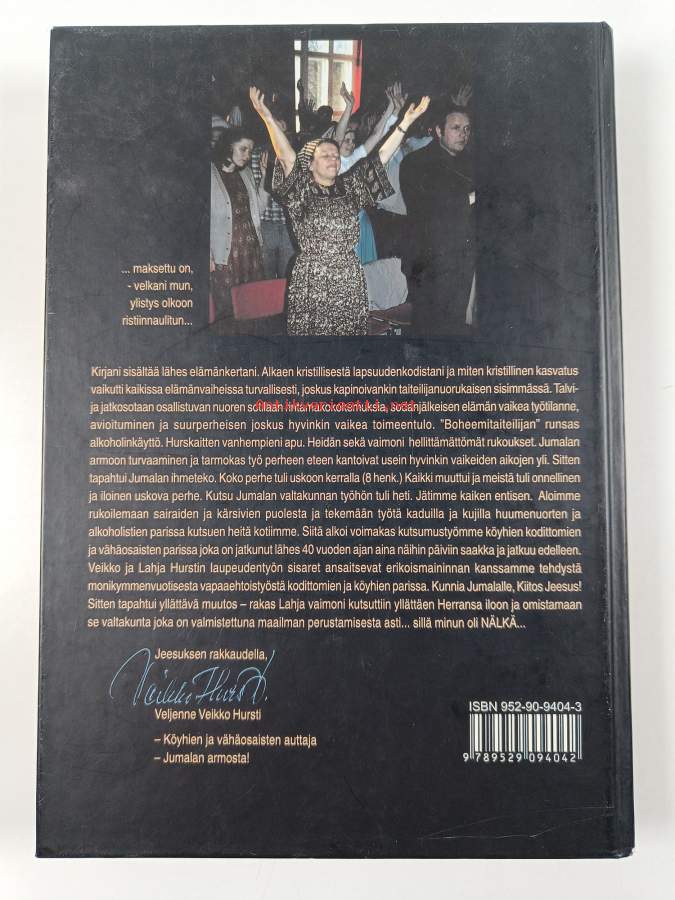 ... maksettu on,
- velkani mun,
ylistys olkoon
ristiinnaulitun...
Kirjani sisältää lähes elämänkertani. Alkaen kristillisestä lapsuudenkodistani ja miten kristillinen kasvatus
vaikutti kaikissa elämänvaiheissa turvallisesti, joskus kapinoivankin taiteilijanuorukaisen sisimmässä. Talvi-
ja jatkosotaan osallistuvan nuoren sotilaan rintamakokemuksia, sodanjälkeisen elämän vaikea työtilanne,
avioituminen ja suurperheisen joskus hyvinkin vaikea toimeentulo. "Boheemitaiteilijan" runsas
alkoholinkäyttö. Hurskaitten vanhempieni apu. Heidän sekä vaimoni hellittämättömät rukoukset. Jumalan
armoon turvaaminen ja tarmokas työ perheen eteen kantoivat usein hyvinkin vaikeiden aikojen yli. Sitten
tapahtui Jumalan ihmeteko. Koko perhe tuli uskoon kerralla (8 henk.) Kaikki muuttui ja meistä tuli onnellinen
ja iloinen uskova perhe. Kutsu Jumalan valtakunnan työhön tuli heti. Jätimme kaiken entisen. Aloimme
rukoilemaan sairaiden ja kärsivien puolesta ja tekemään työtä kaduilla ja kujilla huumenuorten ja
alkoholistien parissa kutsuen heitä kotiimme. Siitä alkoi voimakas kutsumustyömme köyhien kodittomien
ja vähäosaisten parissa joka on jatkunut lähes 40 vuoden ajan aina näihin päiviin saakka ja jatkuu edelleen.
Veikko ja Lahja Hurstin laupeudentyön sisaret ansaitsevat erikoismaininnan kanssamme tehdystä
monikymmenvuotisesta vapaaehtoistyöstä kodittomien ja köyhien parissa. Kunnia Jumalalle, Kiitos Jeesus!
Sitten tapahtui yllättävä muutos – rakas Lahja vaimoni kutsuttiin yllättäen Herransa iloon ja omistamaan
se valtakunta joka on valmistettuna maailman perustamisesta asti... sillä minun oli NÄLKÄ...
Jeesuksen rakkaudella,
Veikko Hursti
Veljenne Veikko Hursti
– Köyhien ja vähäosaisten auttaja
– Jumalan armosta!
ISBN 952-90-9404-3
9 789529 094042